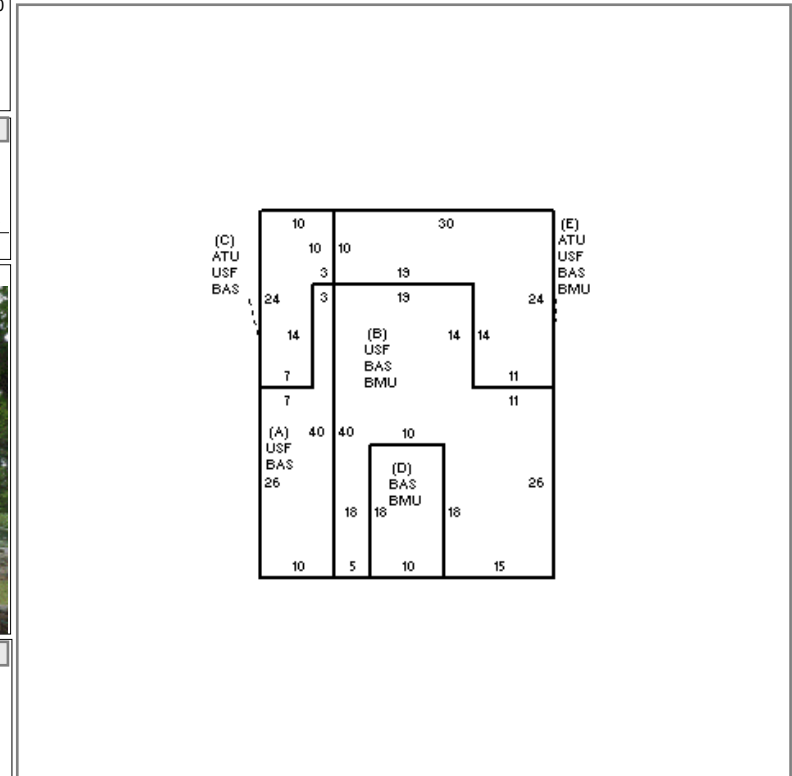 10 30
(C)
ATU
USF
BAS
(E)
ATU
USF
BAS
BMU
10 10
3 19
3 19
24 24
14 14 14
(B)
USF
BAS
BMU
7 11
7 11
(A)
USF
BAS
40 40 10
(D)
BAS
BMU
26 26
18 18 18
10 5 10 15